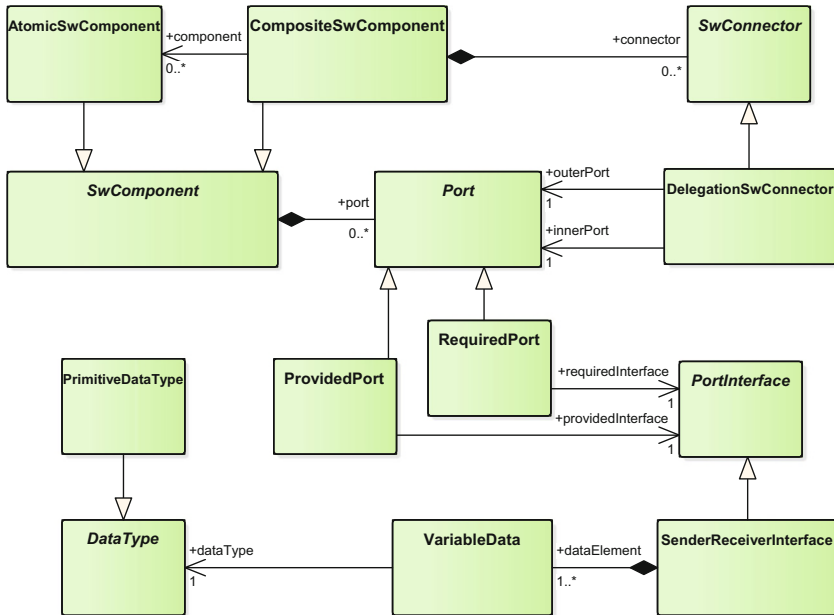 AtomicSwComponent
+component
0..*
CompositeSwComponent
+connector
0..*
SwConnector
SwComponent
+port
0..*
Port
+outerPort
1
+innerPort
1
DelegationSwConnector
PrimitiveDataType
ProvidedPort
RequiredPort
+requiredInterface
1
+providedInterface
1
PortInterface
DataType
+dataType
1
VariableData
+dataElement
1..*
SenderReceiverInterface